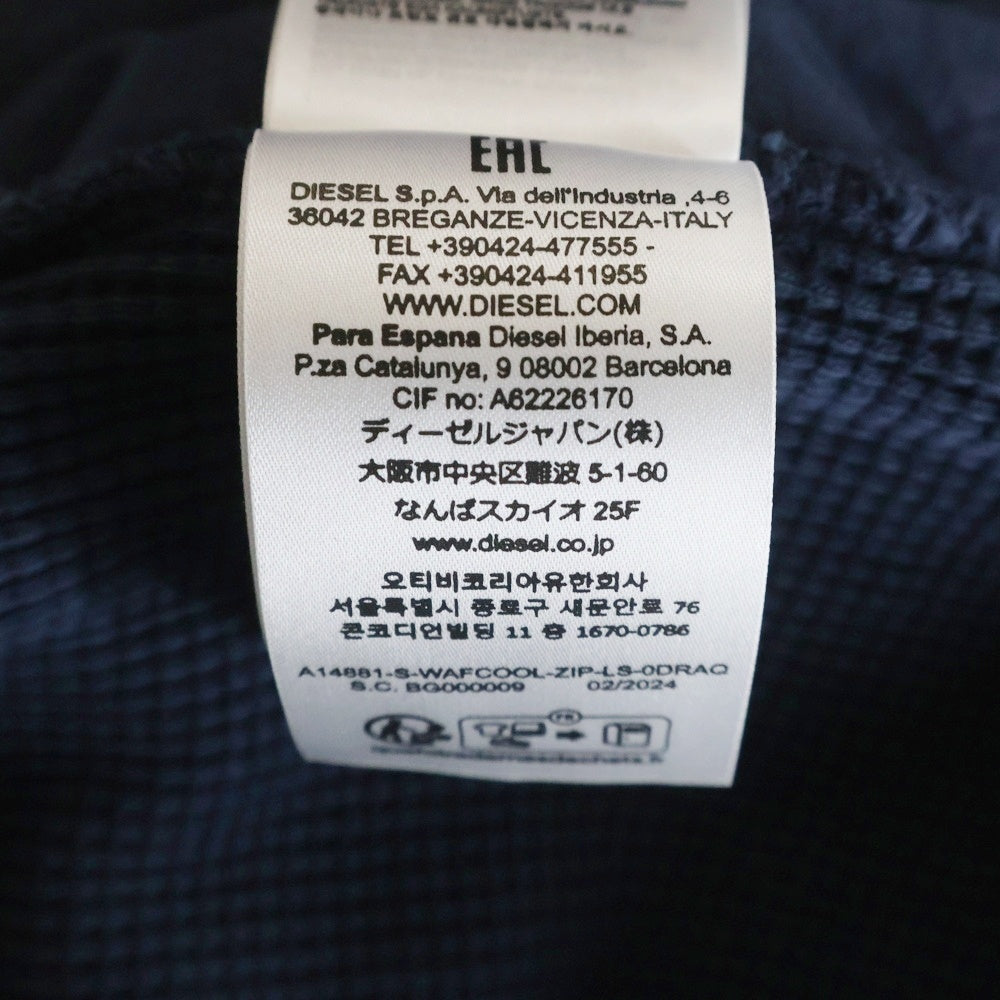 EAC
DIESEL S.p.A. Via dell'Industria ,4-6
36042 BREGANZE-VICENZA-ITALY
TEL +390424-477555 -
FAX +390424-411955
WWW.DIESEL.COM
Para Espana Diesel Iberia, S.A.
P.za Catalunya, 9 08002 Barcelona
CIF no: A62226170
ディーゼルジャパン(株)
大阪市中央区難波 5-1-60
なんばスカイオ 25F
www.diesel.co.jp
오티비코리아유한회사
서울특별시 종로구 새문안로 76
콘코디언빌딩 11 층 1670-0786
A14881-S-WAFCOOL-ZIP-LS-0DRAQ
S.C. BG000009 02/2024